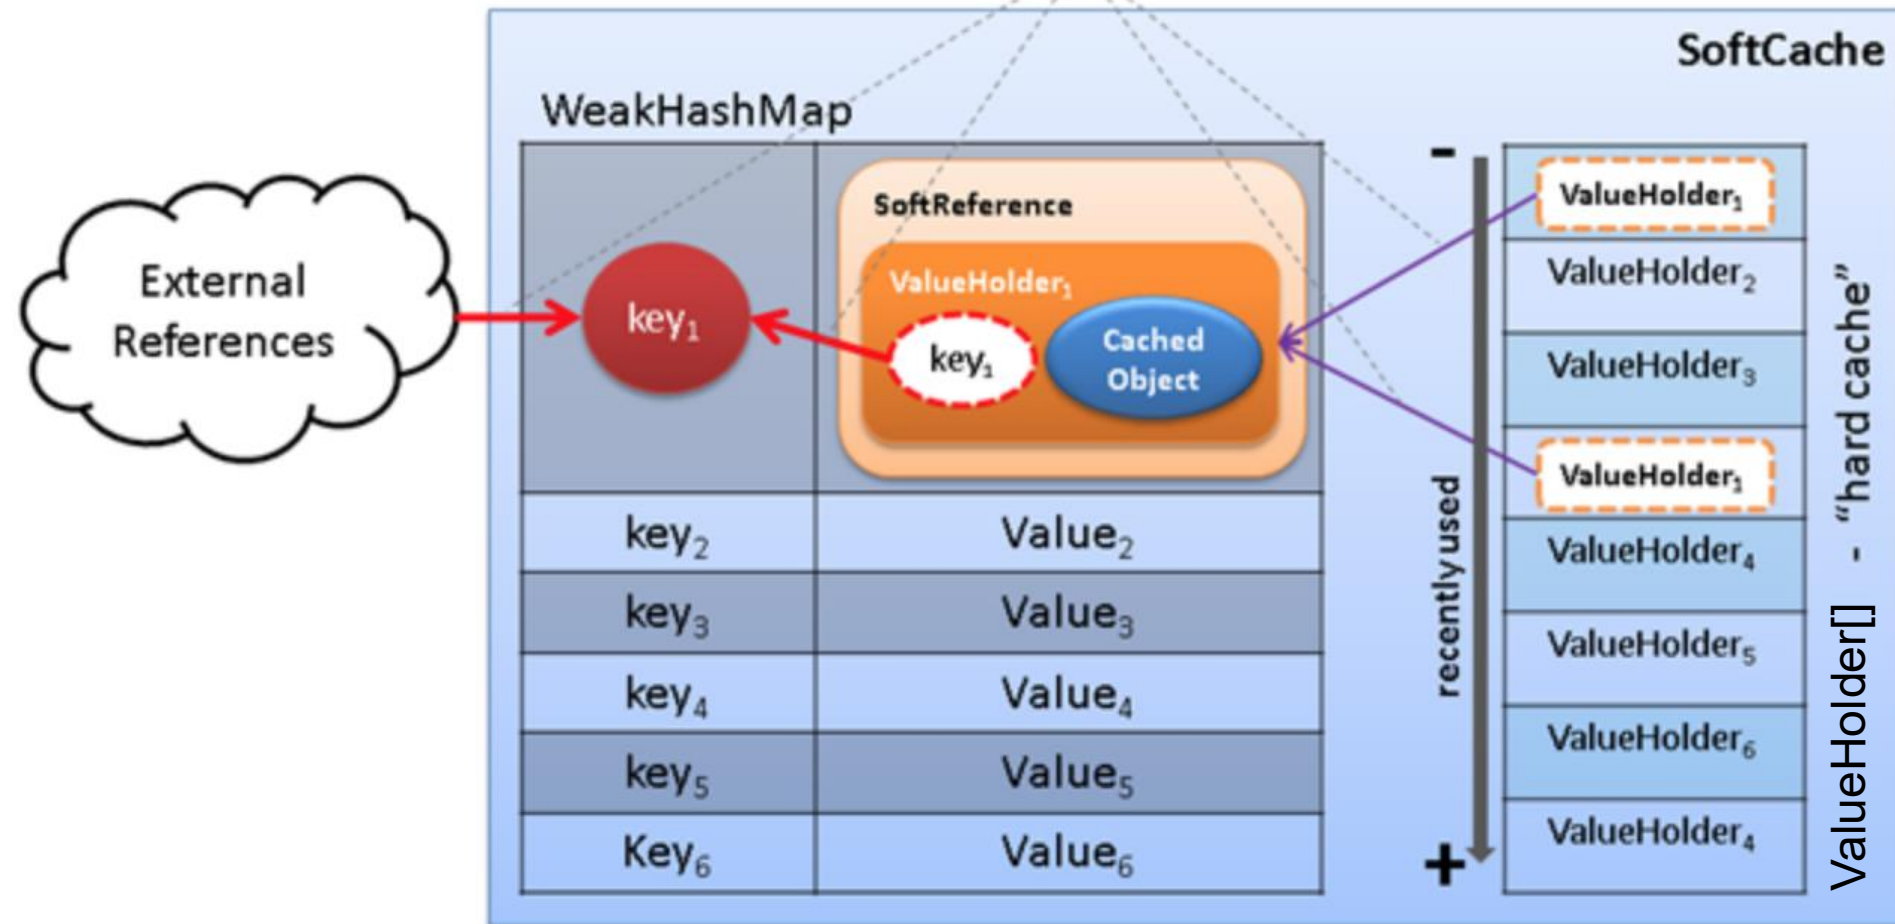 SoftCache
WeakHashMap
External
References
key₁
SoftReference
ValueHolder₁
key₁
Cached
Object
key₂ Value₂
key₃ Value₃
key₄ Value₄
key₅ Value₅
Key₆ Value₆
-
recently used
+
ValueHolder₁
ValueHolder₂
ValueHolder₃
ValueHolder₁
ValueHolder₄
ValueHolder₅
ValueHolder₆
ValueHolder₄
ValueHolder[] - “hard cache”